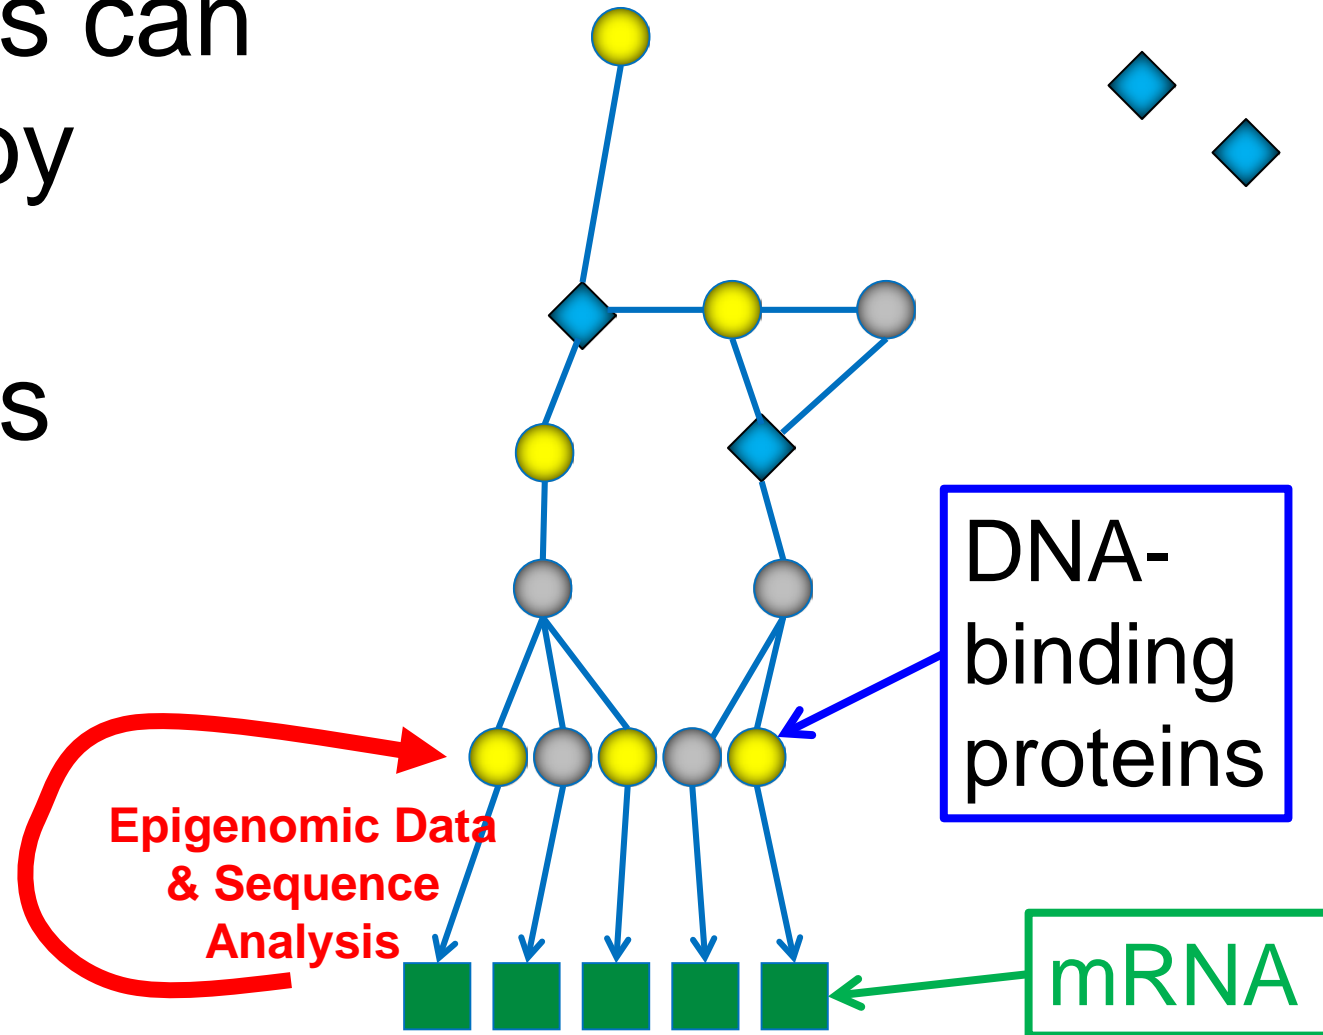 s can
by
s
DNA-
binding
proteins
Epigenomic Data
& Sequence
Analysis
mRNA